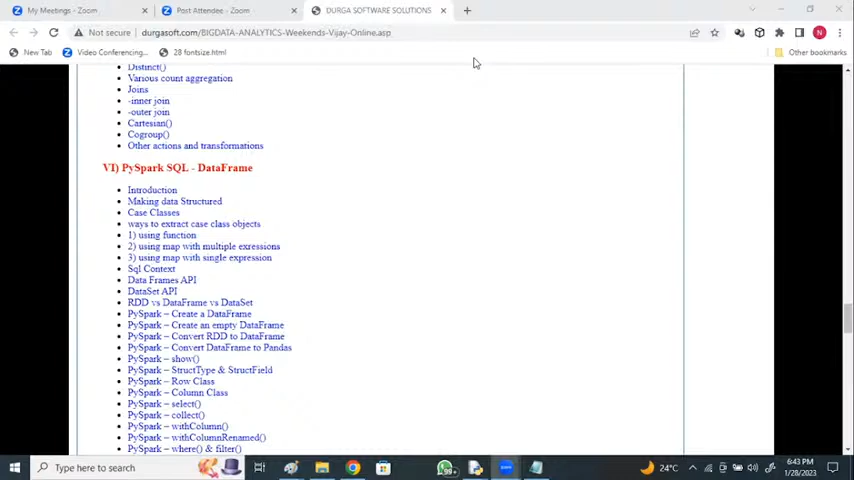 My Meetings - Zoom
Post Attendee - Zoom
DURGA SOFTWARE SOLUTIONS
Not secure
durgasoft.com/BIGDATA-ANALYTICS-Weekends-Vijay-Online.asp
N
New Tab
Video Conferencing...
28 fontsize.html
Other bookmarks
Distinct()
Various count aggregation
Joins
-inner join
-outer join
Cartesian()
Cogroup()
Other actions and transformations
VI) PySpark SQL - DataFrame
Introduction
Making data Structured
Case Classes
ways to extract case class objects
1) using function
2) using map with multiple exressions
3) using map with single expression
Sql Context
Data Frames API
DataSet API
RDD vs DataFrame vs DataSet
PySpark – Create a DataFrame
PySpark – Create an empty DataFrame
PySpark – Convert RDD to DataFrame
PySpark – Convert DataFrame to Pandas
PySpark – show()
PySpark – StructType & StructField
PySpark – Row Class
PySpark – Column Class
PySpark – select()
PySpark – collect()
PySpark – withColumn()
PySpark – withColumnRenamed()
PySpark – where() & filter()
Type here to search
24°C
6:43 PM
1/28/2023